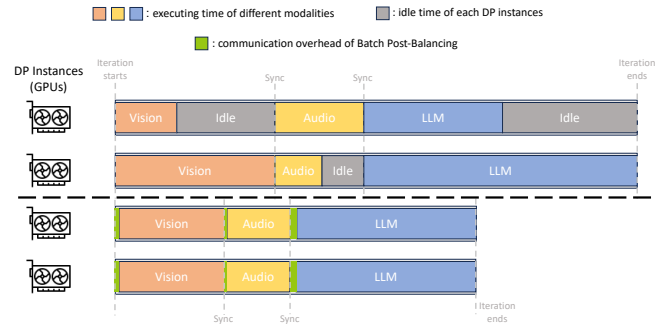 : executing time of different modalities
: idle time of each DP instances
: communication overhead of Batch Post-Balancing
DP Instances
(GPUs)
Iteration
starts
Sync
Sync
Iteration
ends
Vision
Idle
Audio
LLM
Idle
Vision
Audio
Idle
LLM
Vision
Audio
LLM
Vision
Audio
LLM
Sync
Sync
Iteration
ends